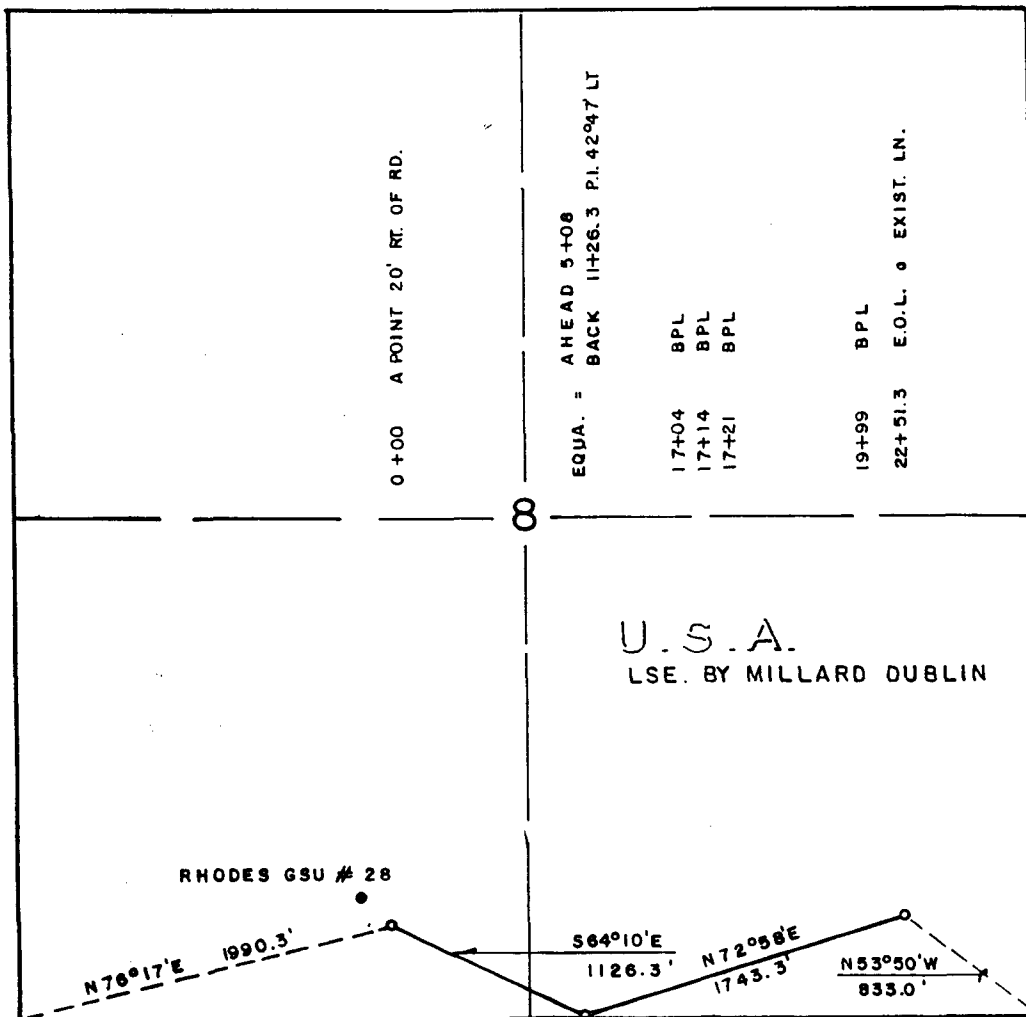 0+00 A POINT 20' RT. OF RD.
EQUA. = AHEAD 5+08
BACK 11+26.3 P.I. 42°47' LT
17+04 BPL
17+14 BPL
17+21 BPL
19+99 BPL
22+51.3 E.O.L. @ EXIST. LN.
8
U.S.A.
LSE. BY MILLARD DUBLIN
RHODES GSU # 28
N76°17'E 1990.3'
S64°10'E
1126.3'
N72°58'E
1743.3'
N53°50'W
833.0'